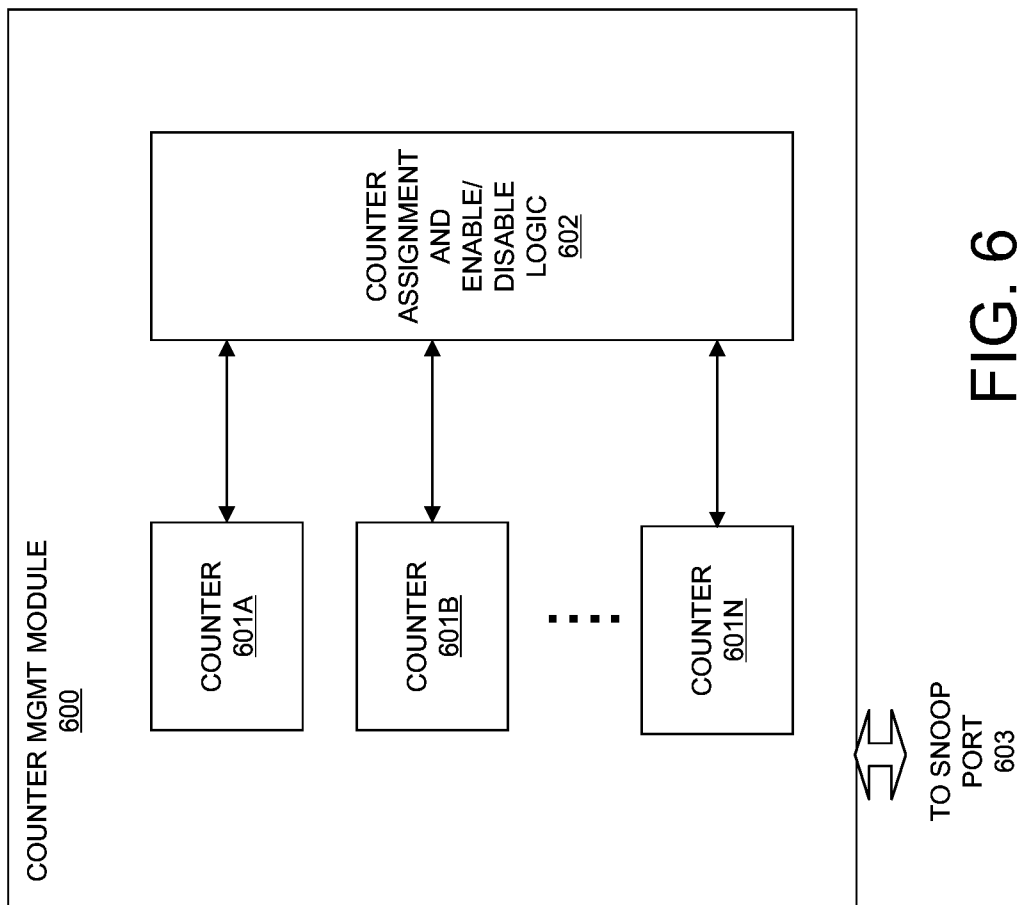 COUNTER MGMT MODULE
600
COUNTER
601A
COUNTER
601B
COUNTER
601N
COUNTER
ASSIGNMENT
AND
ENABLE/
DISABLE
LOGIC
602
TO SNOOP
PORT
603
FIG. 6